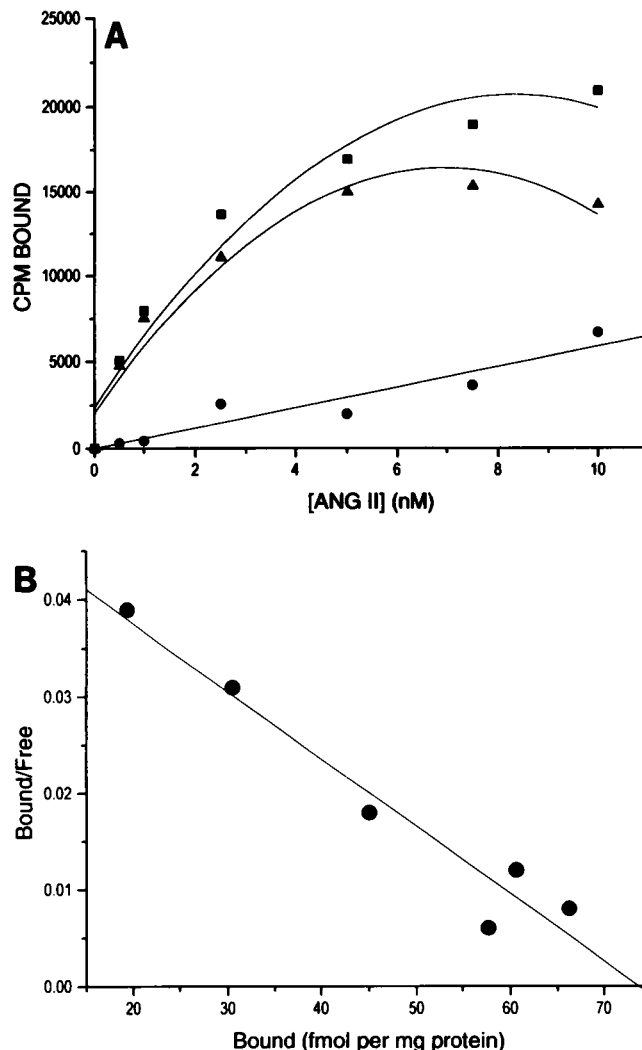 A
25000
20000
15000
10000
5000
0
CPM BOUND
0 2 4 6 8 10
[ANG II] (nM)
B
0.04
0.03
0.02
0.01
0.00
Bound/Free
20 30 40 50 60 70
Bound (fmol per mg protein)